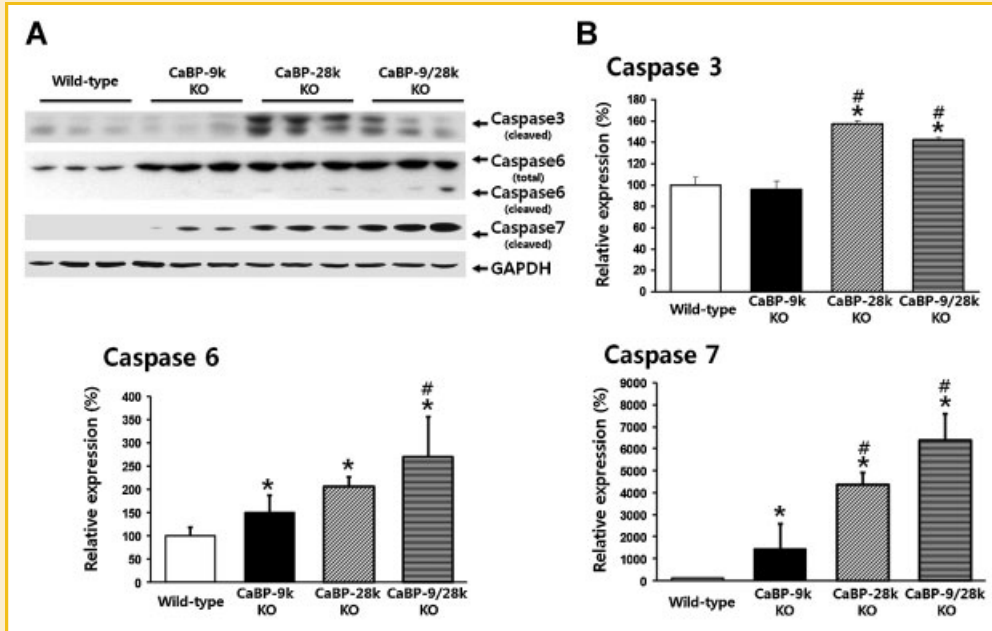 A
Wild-type
CaBP-9k
KO
CaBP-28k
KO
CaBP-9/28k
KO
Caspase3
(cleaved)
Caspase6
(total)
Caspase6
(cleaved)
Caspase7
(cleaved)
GAPDH
B
Caspase 3
Relative expression (%)
180
160
140
120
100
80
60
40
20
0
#
*
#
*
Wild-type
CaBP-9k
KO
CaBP-28k
KO
CaBP-9/28k
KO
Caspase 6
Relative expression (%)
400
350
300
250
200
150
100
50
0
*
*
#
*
Wild-type
CaBP-9k
KO
CaBP-28k
KO
CaBP-9/28k
KO
Caspase 7
Relative expression (%)
9000
8000
7000
6000
5000
4000
3000
2000
1000
0
*
#
*
#
*
Wild-type
CaBP-9k
KO
CaBP-28k
KO
CaBP-9/28k
KO